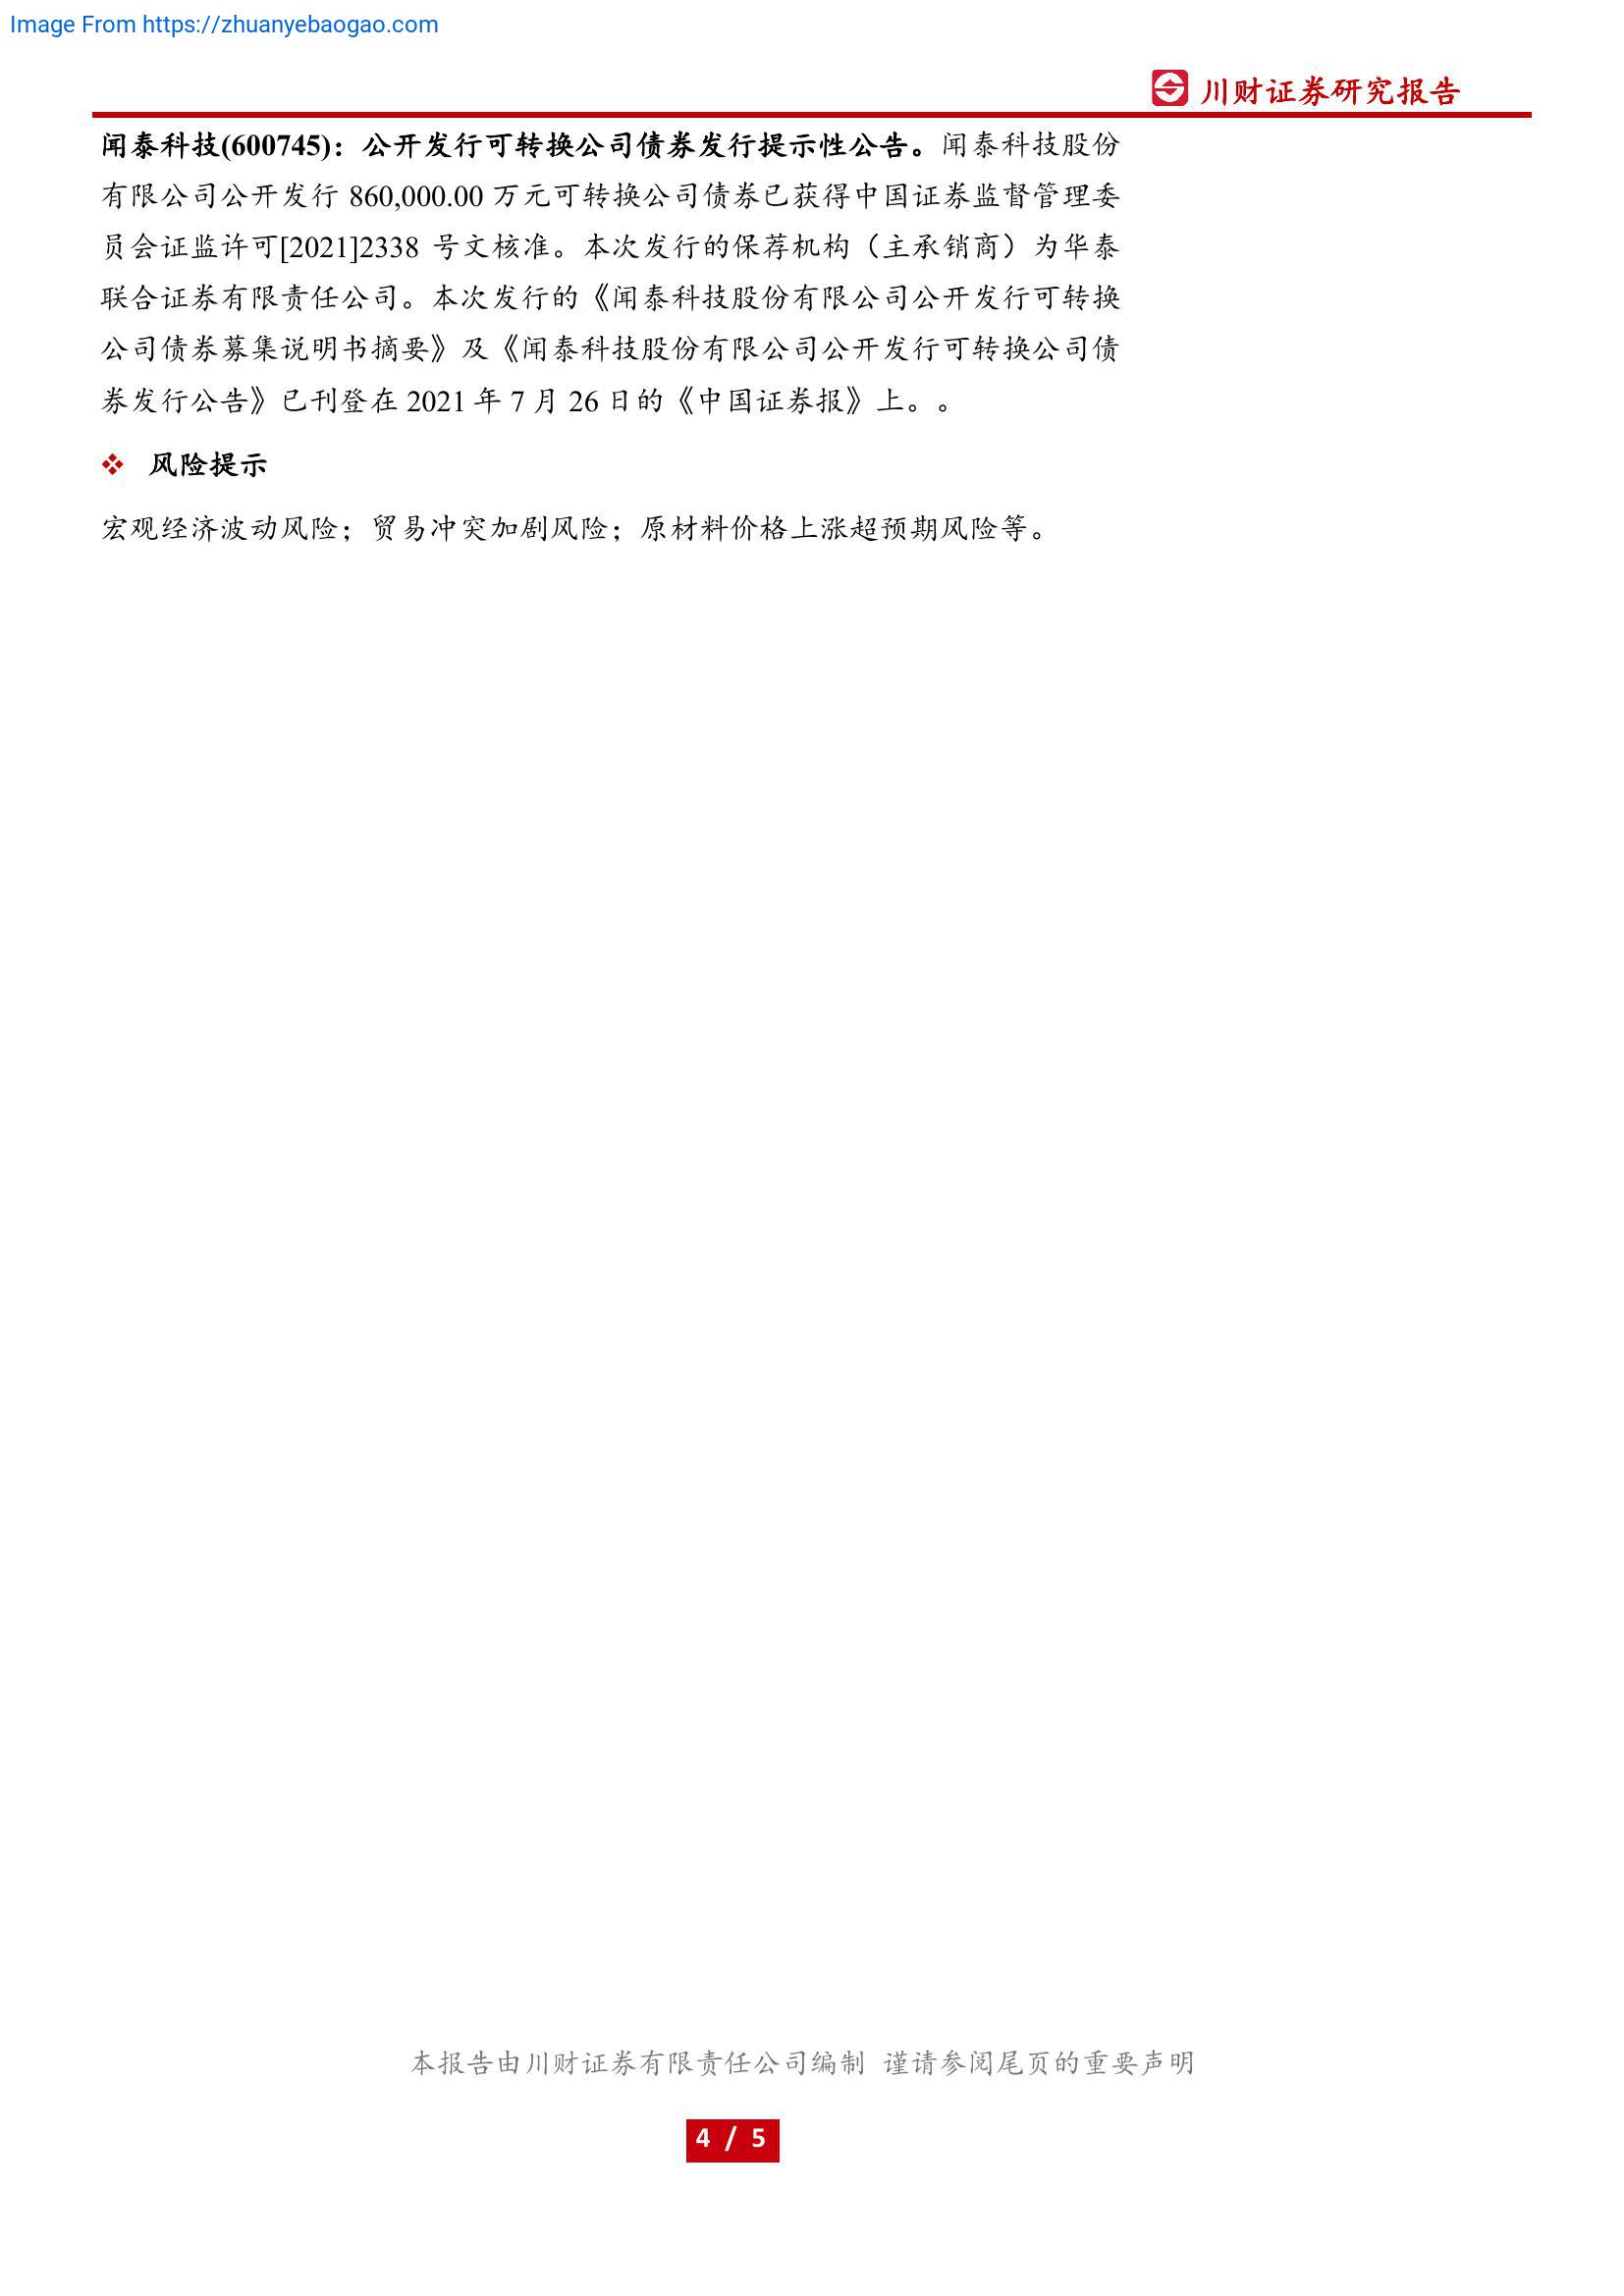 Image From https://zhuanyebaogao.com
川财证券研究报告
闻泰科技(600745)：公开发行可转换公司债券发行提示性公告。闻泰科技股份
有限公司公开发行 860,000.00 万元可转换公司债券已获得中国证券监督管理委
员会证监许可[2021]2338 号文核准。本次发行的保荐机构（主承销商）为华泰
联合证券有限责任公司。本次发行的《闻泰科技股份有限公司公开发行可转换
公司债券募集说明书摘要》及《闻泰科技股份有限公司公开发行可转换公司债
券发行公告》已刊登在 2021 年 7 月 26 日的《中国证券报》上。。
❖ 风险提示
宏观经济波动风险；贸易冲突加剧风险；原材料价格上涨超预期风险等。
本报告由川财证券有限责任公司编制 谨请参阅尾页的重要声明
4 / 5